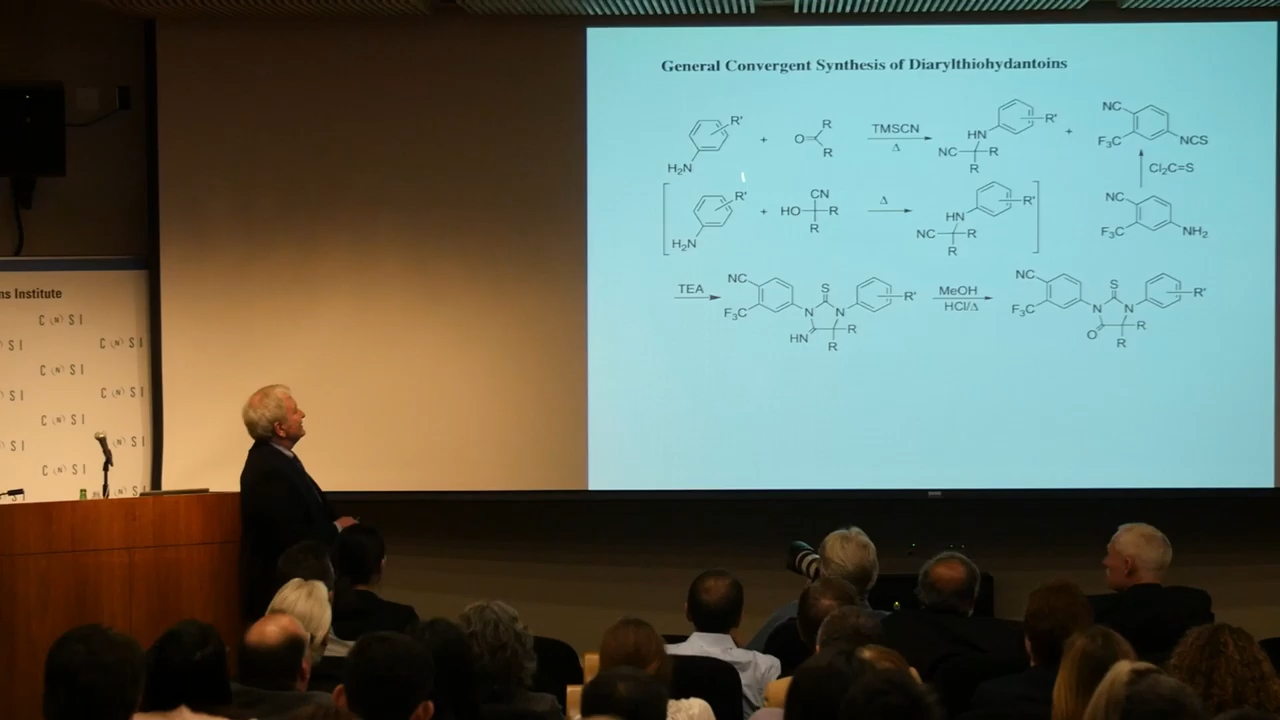 General Convergent Synthesis of Diarylthiohydantoins
R'
H₂N
+
O
R
R
TMSCN
Δ
HN
R'
NC
R
R
+
NC
F₃C
NCS
Cl₂C=S
R'
H₂N
+
CN
HO
R
R
Δ
HN
R'
NC
R
R
NC
F₃C
NH₂
TEA
NC
F₃C
S
N
N
R'
HN
R
R
MeOH
HCl/Δ
NC
F₃C
S
N
N
R'
O
R
R
ns Institute
C N S I
S I
C N S I
C N S I
S I
C N S I
C N S I
S I
N S I
C N S I
N S I